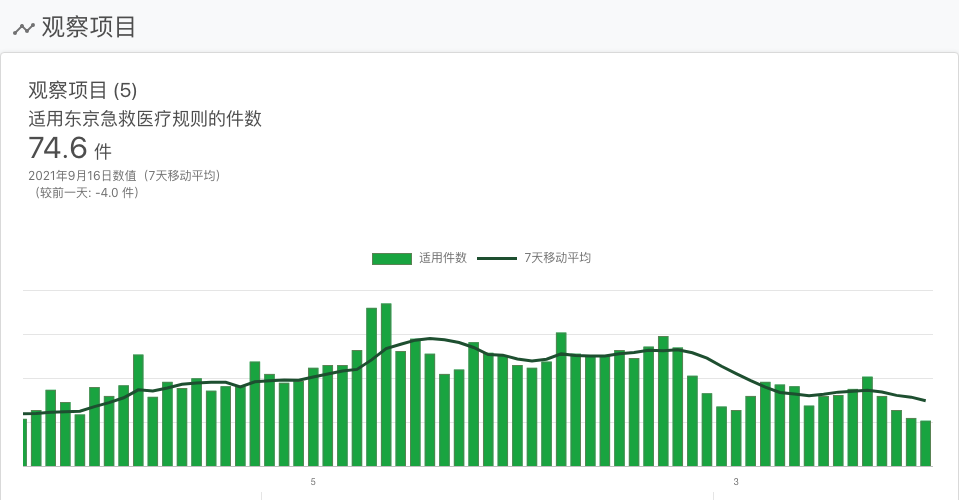 观察项目
观察项目 (5)
适用东京急救医疗规则的件数
74.6 件
2021年9月16日数值（7天移动平均）
（较前一天: -4.0 件）
适用件数 7天移动平均
5 3